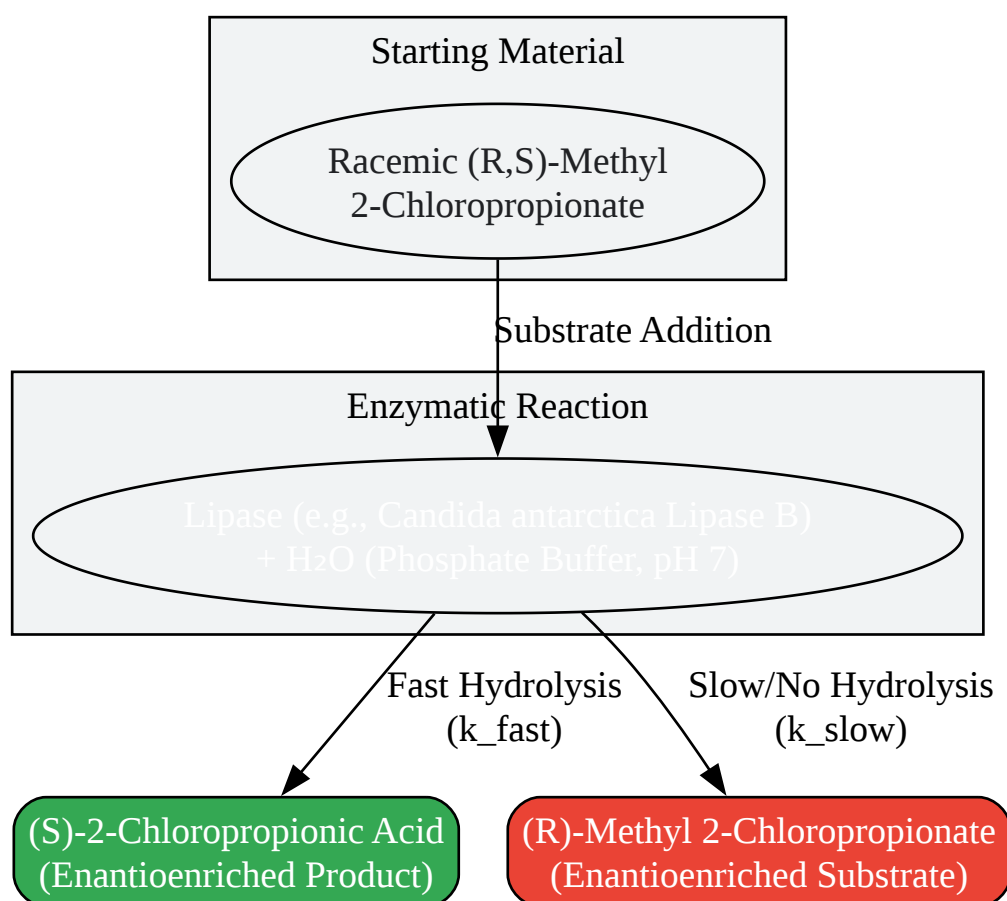 Starting Material
Racemic (R,S)-Methyl
2-Chloropropionate
Substrate Addition
Enzymatic Reaction
Lipase (e.g., Candida antarctica Lipase B)
+ H₂O (Phosphate Buffer, pH 7)
Fast Hydrolysis
(k_fast)
Slow/No Hydrolysis
(k_slow)
(S)-2-Chloropropionic Acid
(Enantioenriched Product)
(R)-Methyl 2-Chloropropionate
(Enantioenriched Substrate)